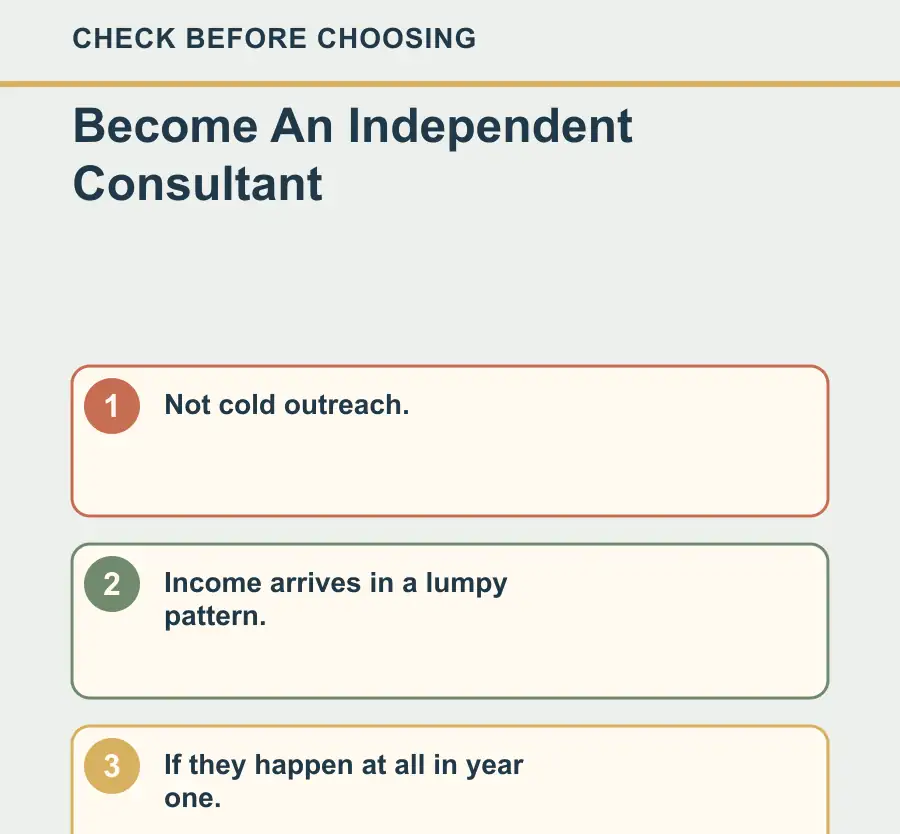 CHECK BEFORE CHOOSING
Become An Independent
Consultant
1
Not cold outreach.
2
Income arrives in a lumpy
pattern.
3
If they happen at all in year
one.